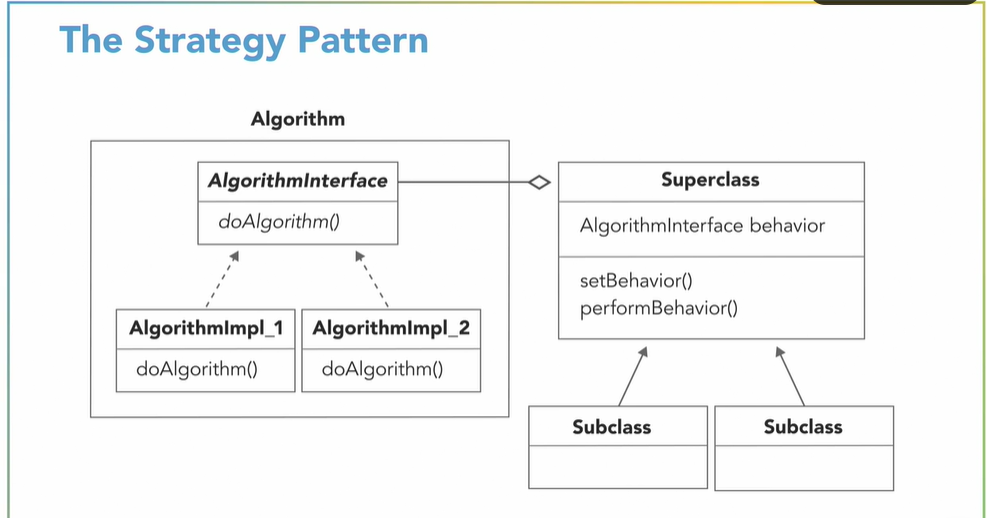 The Strategy Pattern
Algorithm
AlgorithmInterface
doAlgorithm()
AlgorithmImpl_1
doAlgorithm()
AlgorithmImpl_2
doAlgorithm()
Superclass
AlgorithmInterface behavior
setBehavior()
performBehavior()
Subclass
Subclass